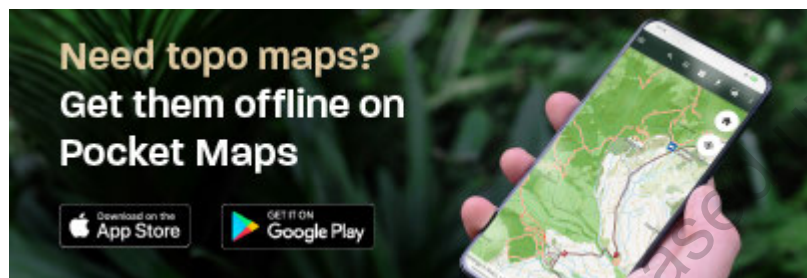 Need topo maps?
Get them offline on
Pocket Maps
Download on the
App Store
GET IT ON
Google Play